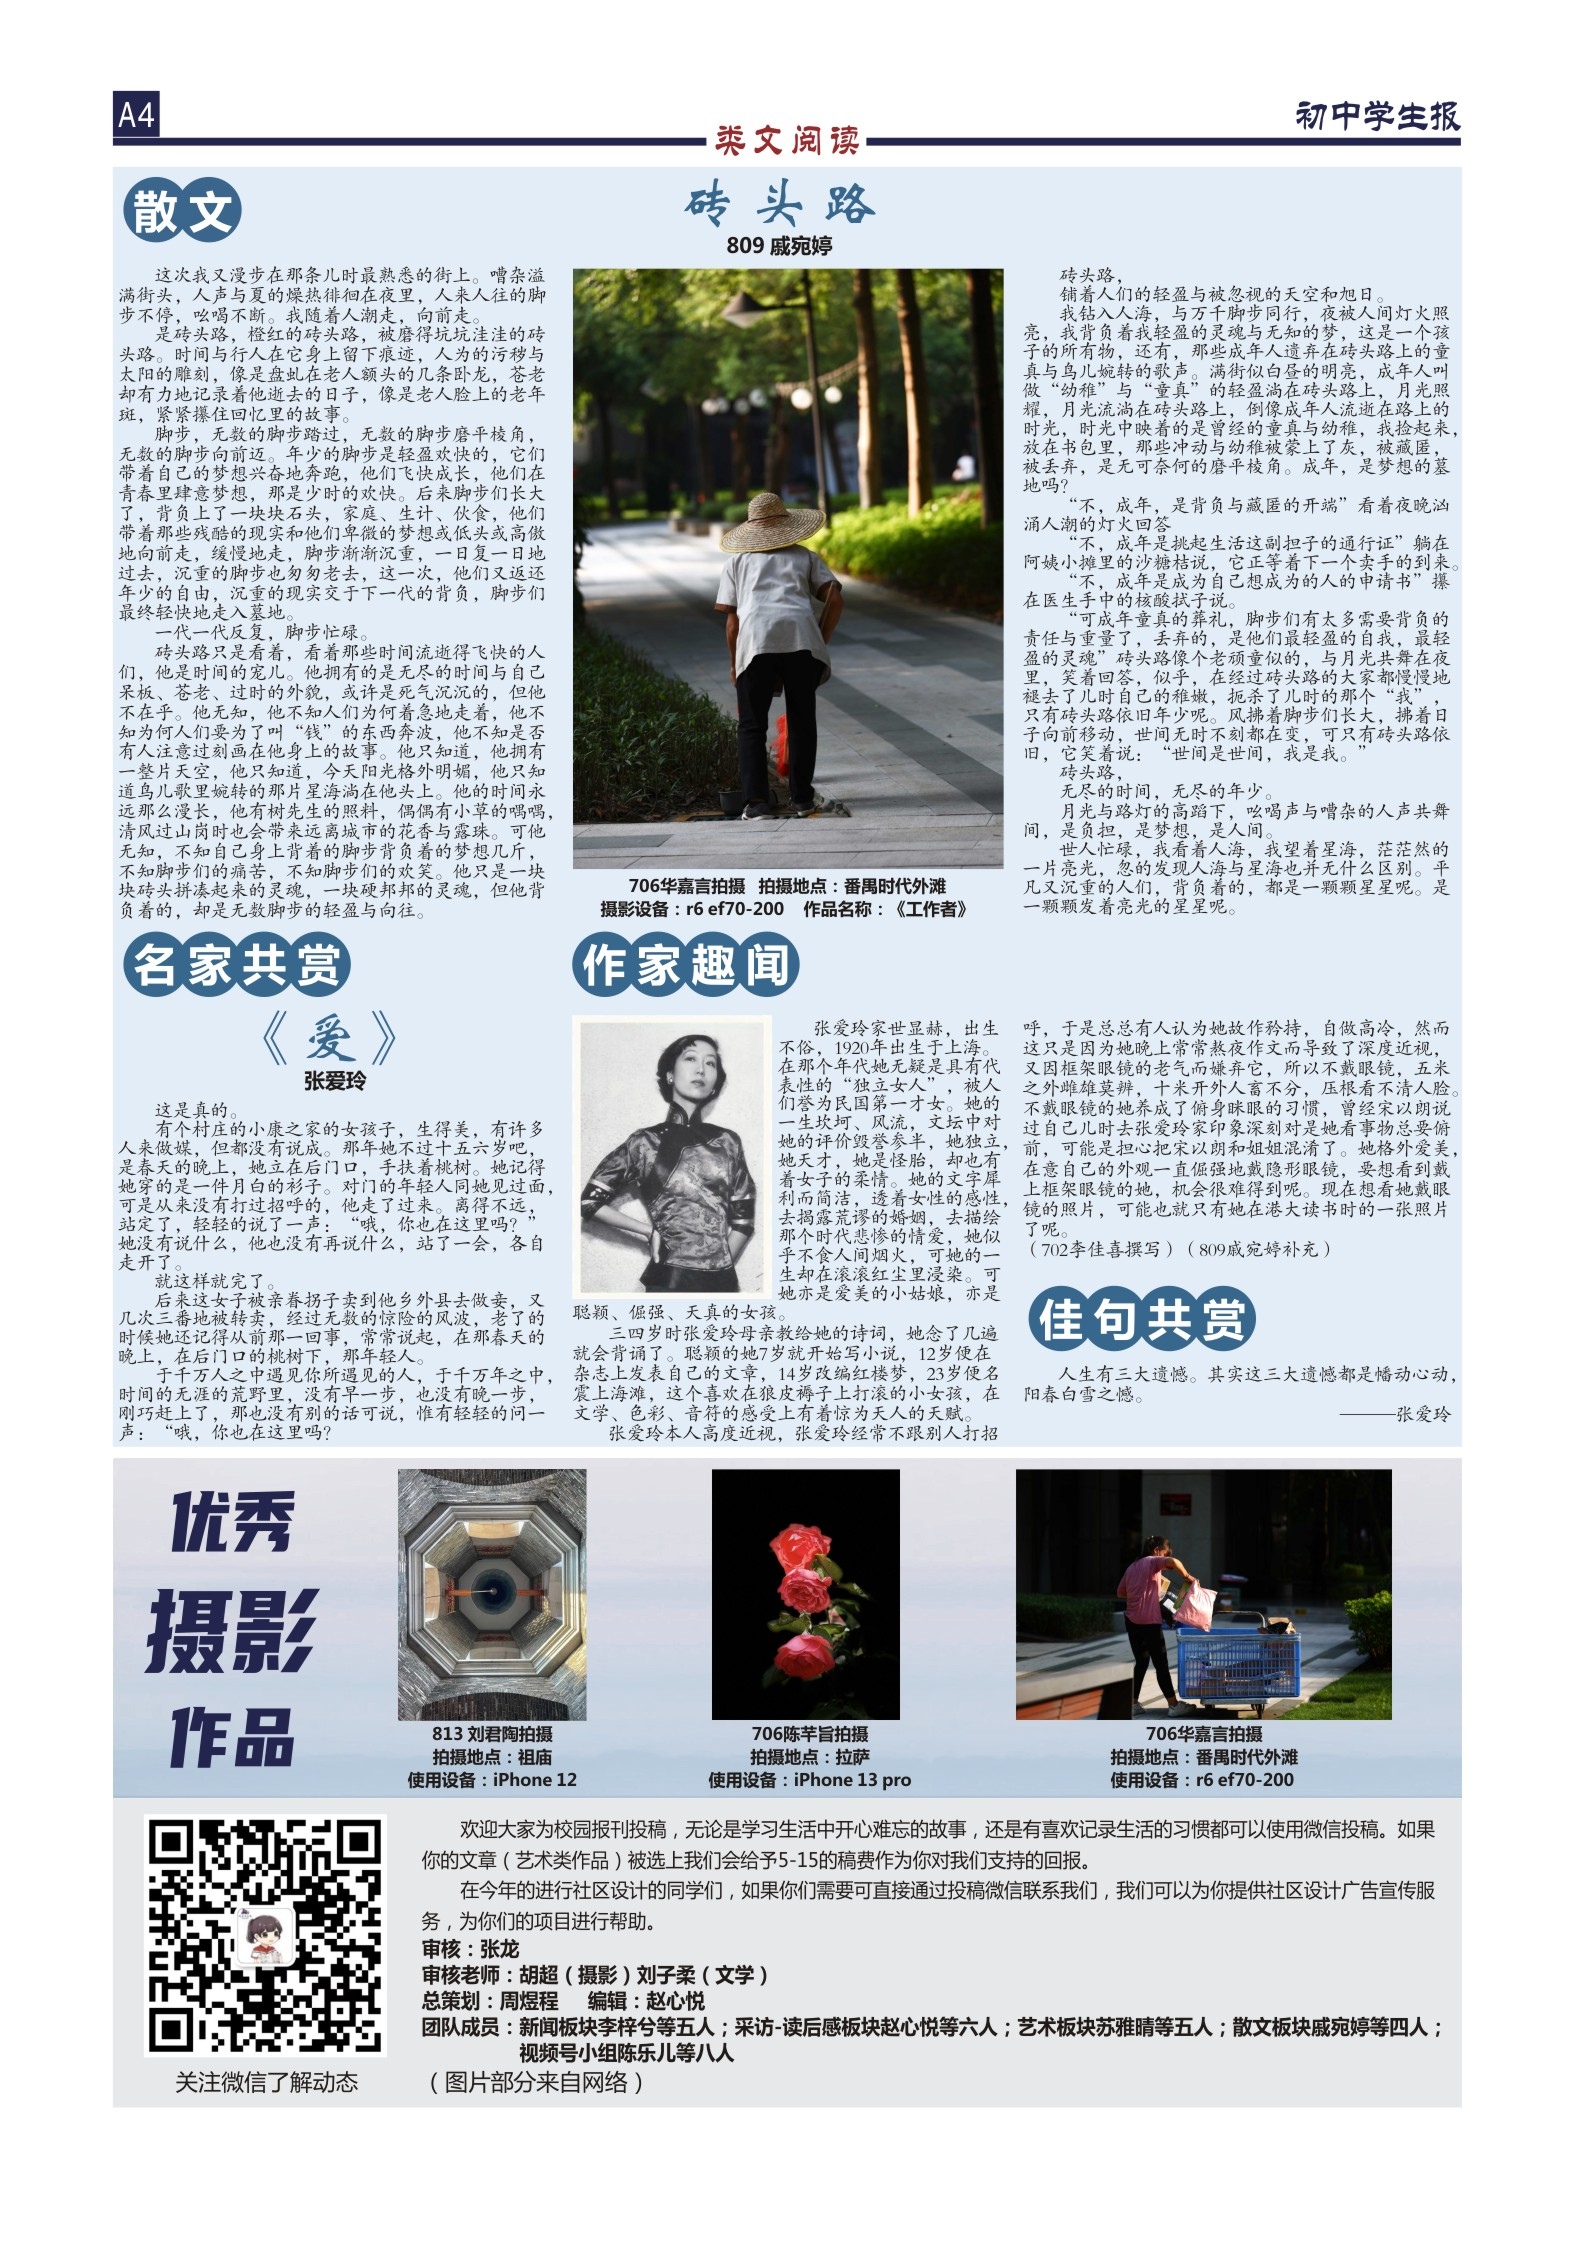 A4
初中学生报
类文阅读
散文
砖头路
809 戚宛婷
这次我又漫步在那条儿时最熟悉的街上。嘈杂溢
满街头，人声与夏的燥热徘徊在夜里，人来人往的脚
步不停，吆喝不断。我随着人潮走，向前走。
是砖头路，橙红的砖头路，被磨得坑坑洼洼的砖
头路。时间与行人在它身上留下痕迹，人为的污秽与
太阳的雕刻，像是盘虬在老人额头的几条卧龙，苍老
却有力地记录着他逝去的日子，像是老人脸上的老年
斑，紧紧攥住回忆里的故事。
脚步，无数的脚步踏过，无数的脚步磨平棱角，
无数的脚步向前迈。年少的脚步是轻盈欢快的，它们
带着自己的梦想兴奋地奔跑，他们飞快成长，他们在
青春里肆意梦想，那是少时的欢快。后来脚步们长大
了，背负上了一块块石头，家庭、生计、伙食，他们
带着那些残酷的现实和他们卑微的梦想或低头或高傲
地向前走，缓慢地走，脚步渐渐沉重，一日复一日地
过去，沉重的脚步也匆匆老去，这一次，他们又返还
年少的自由，沉重的现实交于下一代的背负，脚步们
最终轻快地走入墓地。
一代一代反复，脚步忙碌。
砖头路只是看着，看着那些时间流逝得飞快的人
们，他是时间的宠儿。他拥有的是无尽的时间与自己
呆板、苍老、过时的外貌，或许是死气沉沉的，但他
不在乎。他无知，他不知人们为何着急地走着，他不
知为何人们要为了叫“钱”的东西奔波，他不知是否
有人注意过刻画在他身上的故事。他只知道，他拥有
一整片天空，他只知道，今天阳光格外明媚，他只知
道鸟儿歌里婉转的那片星海淌在他头上。他的时间永
远那么漫长，他有树先生的照料，偶偶有小草的喁喁，
清风过山岗时也会带来远离城市的花香与露珠。可他
无知，不知自己身上背着的脚步背负着的梦想几斤，
不知脚步们的痛苦，不知脚步们的欢笑。他只是一块
块砖头拼凑起来的灵魂，一块硬邦邦的灵魂，但他背
负着的，却是无数脚步的轻盈与向往。
706华嘉言拍摄 拍摄地点：番禺时代外滩
摄影设备：r6 ef70-200 作品名称：《工作者》
砖头路，
铺着人们的轻盈与被忽视的天空和旭日。
我钻入人海，与万千脚步同行，夜被人间灯火照
亮，我背负着我轻盈的灵魂与无知的梦，这是一个孩
子的所有物，还有，那些成年人遗弃在砖头路上的童
真与鸟儿婉转的歌声。满街似白昼的明亮，成年人叫
做“幼稚”与“童真”的轻盈淌在砖头路上，月光照
耀，月光流淌在砖头路上，倒像成年人流逝在路上的
时光，时光中映着的是曾经的童真与幼稚，我捡起来，
放在书包里，那些冲动与幼稚被蒙上了灰，被藏匿，
被丢弃，是无可奈何的磨平棱角。成年，是梦想的墓
地吗？
“不，成年，是背负与藏匿的开端”看着夜晚汹
涌人潮的灯火回答
“不，成年是挑起生活这副担子的通行证”躺在
阿姨小摊里的沙糖桔说，它正等着下一个卖手的到来。
“不，成年是成为自己想成为的人的申请书”攥
在医生手中的核酸拭子说。
“可成年童真的葬礼，脚步们有太多需要背负的
责任与重量了，丢弃的，是他们最轻盈的自我，最轻
盈的灵魂”砖头路像个老顽童似的，与月光共舞在夜
里，笑着回答，似乎，在经过砖头路的大家都慢慢地
褪去了儿时自己的稚嫩，扼杀了儿时的那个“我”，
只有砖头路依旧年少呢。风拂着脚步们长大，拂着日
子向前移动，世间无时不刻都在变，可只有砖头路依
旧，它笑着说：“世间是世间，我是我。”
砖头路，
无尽的时间，无尽的年少。
月光与路灯的高蹈下，吆喝声与嘈杂的人声共舞
间，是负担，是梦想，是人间。
世人忙碌，我看着人海，我望着星海，茫茫然的
一片亮光，忽的发现人海与星海也并无什么区别。平
凡又沉重的人们，背负着的，都是一颗颗星星呢。是
一颗颗发着亮光的星星呢。
名家共赏
《爱》
张爱玲
这是真的。
有个村庄的小康之家的女孩子，生得美，有许多
人来做媒，但都没有说成。那年她不过十五六岁吧，
是春天的晚上，她立在后门口，手扶着桃树。她记得
她穿的是一件月白的衫子。对门的年轻人同她见过面，
可是从来没有打过招呼的，他走了过来。离得不远，
站定了，轻轻的说了一声：“哦，你也在这里吗？”
她没有说什么，他也没有再说什么，站了一会，各自
走开了。
就这样就完了。
后来这女子被亲眷拐子卖到他乡外县去做妾，又
几次三番地被转卖，经过无数的惊险的风波，老了的
时候她还记得从前那一回事，常常说起，在那春天的
晚上，在后门口的桃树下，那年轻人。
于千万人之中遇见你所遇见的人，于千万年之中，
时间的无涯的荒野里，没有早一步，也没有晚一步，
刚巧赶上了，那也没有别的话可说，惟有轻轻的问一
声：“哦，你也在这里吗？
作家趣闻
张爱玲家世显赫，出生
不俗，1920年出生于上海。
在那个年代她无疑是具有代
表性的“独立女人”，被人
们誉为民国第一才女。她的
一生坎坷、风流，文坛中对
她的评价毁誉参半，她独立，
她天才，她是怪胎，却也有
着女子的柔情。她的文字犀
利而简洁，透着女性的感性，
去揭露荒谬的婚姻，去描绘
那个时代悲惨的情爱，她似
乎不食人间烟火，可她的一
生却在滚滚红尘里浸染。可
她亦是爱美的小姑娘，亦是
聪颖、倔强、天真的女孩。
三四岁时张爱玲母亲教给她的诗词，她念了几遍
就会背诵了。聪颖的她7岁就开始写小说，12岁便在
杂志上发表自己的文章，14岁改编红楼梦，23岁便名
震上海滩，这个喜欢在狼皮褥子上打滚的小女孩，在
文学、色彩、音符的感受上有着惊为天人的天赋。
张爱玲本人高度近视，张爱玲经常不跟别人打招
呼，于是总总有人认为她故作矜持，自做高冷，然而
这只是因为她晚上常常熬夜作文而导致了深度近视，
又因框架眼镜的老气而嫌弃它，所以不戴眼镜，五米
之外雌雄莫辨，十米开外人畜不分，压根看不清人脸。
不戴眼镜的她养成了俯身眯眼的习惯，曾经宋以朗说
过自己儿时去张爱玲家印象深刻对是她看事物总要俯
前，可能是担心把宋以朗和姐姐混淆了。她格外爱美，
在意自己的外观一直倔强地戴隐形眼镜，要想看到戴
上框架眼镜的她，机会很难得到呢。现在想看她戴眼
镜的照片，可能也就只有她在港大读书时的一张照片
了呢。
（702李佳喜撰写）（809戚宛婷补充）
佳句共赏
人生有三大遗憾。其实这三大遗憾都是幡动心动，
阳春白雪之憾。
———张爱玲
优秀
摄影
作品
813 刘君陶拍摄
拍摄地点：祖庙
使用设备：iPhone 12
706陈芊旨拍摄
拍摄地点：拉萨
使用设备：iPhone 13 pro
706华嘉言拍摄
拍摄地点：番禺时代外滩
使用设备：r6 ef70-200
欢迎大家为校园报刊投稿，无论是学习生活中开心难忘的故事，还是有喜欢记录生活的习惯都可以使用微信投稿。如果
你的文章（艺术类作品）被选上我们会给予5-15的稿费作为你对我们支持的回报。
在今年的进行社区设计的同学们，如果你们需要可直接通过投稿微信联系我们，我们可以为你提供社区设计广告宣传服
务，为你们的项目进行帮助。
审核：张龙
审核老师：胡超（摄影）刘子柔（文学）
总策划：周煜程 编辑：赵心悦
团队成员：新闻板块李梓兮等五人；采访-读后感板块赵心悦等六人；艺术板块苏雅晴等五人；散文板块戚宛婷等四人；
视频号小组陈乐儿等八人
关注微信了解动态
（图片部分来自网络）